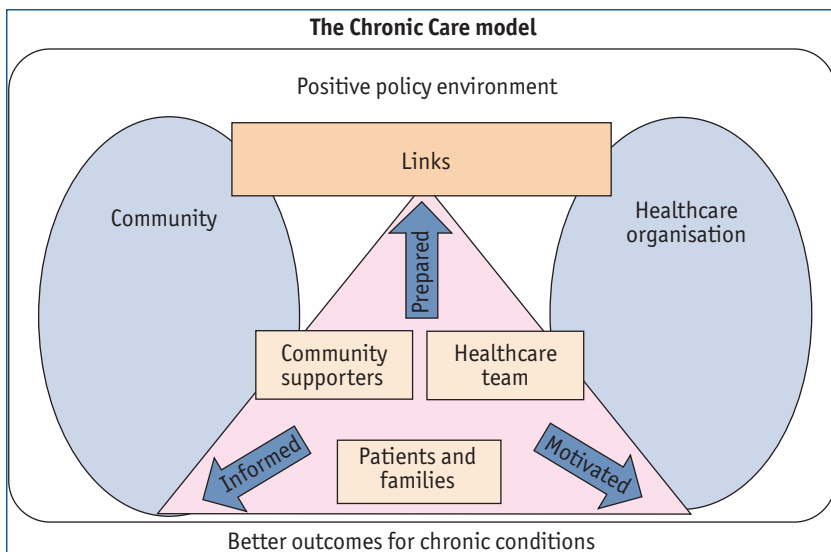 The Chronic Care model
Positive policy environment
Links
Community
Healthcare
organisation
Prepared
Community
supporters
Healthcare
team
Informed
Patients and
families
Motivated
Better outcomes for chronic conditions